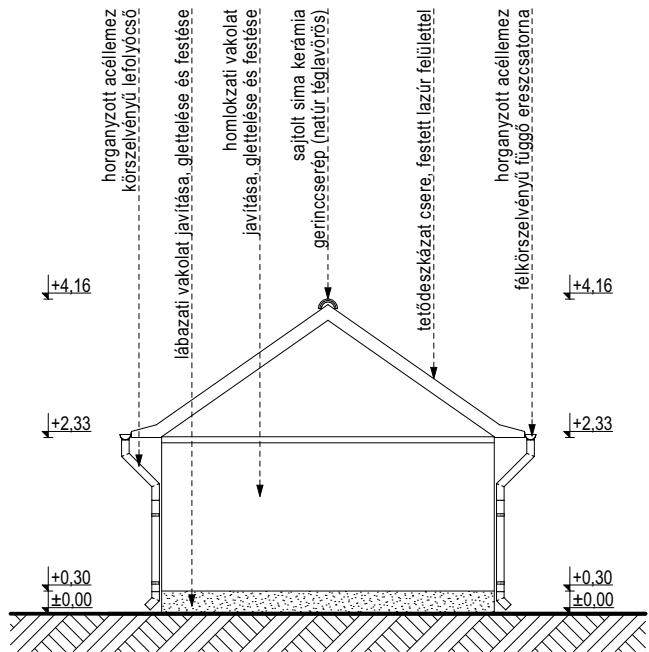 horganyzott acéllemez
körszelvényű lefolyócső
lábazati vakolat javítása, glettelése és festése
homlokzati vakolat
javítása, glettelése és festése
sajtolt sima kerámia
gerinccserép (natúr téglavörös)
tetődeszkázat csere, festett lazúr felülettel
horganyzott acéllemez
félkörszelvényű függő ereszcsatorna
+4,16
+4,16
+2,33
+2,33
+0,30
±0,00
+0,30
±0,00